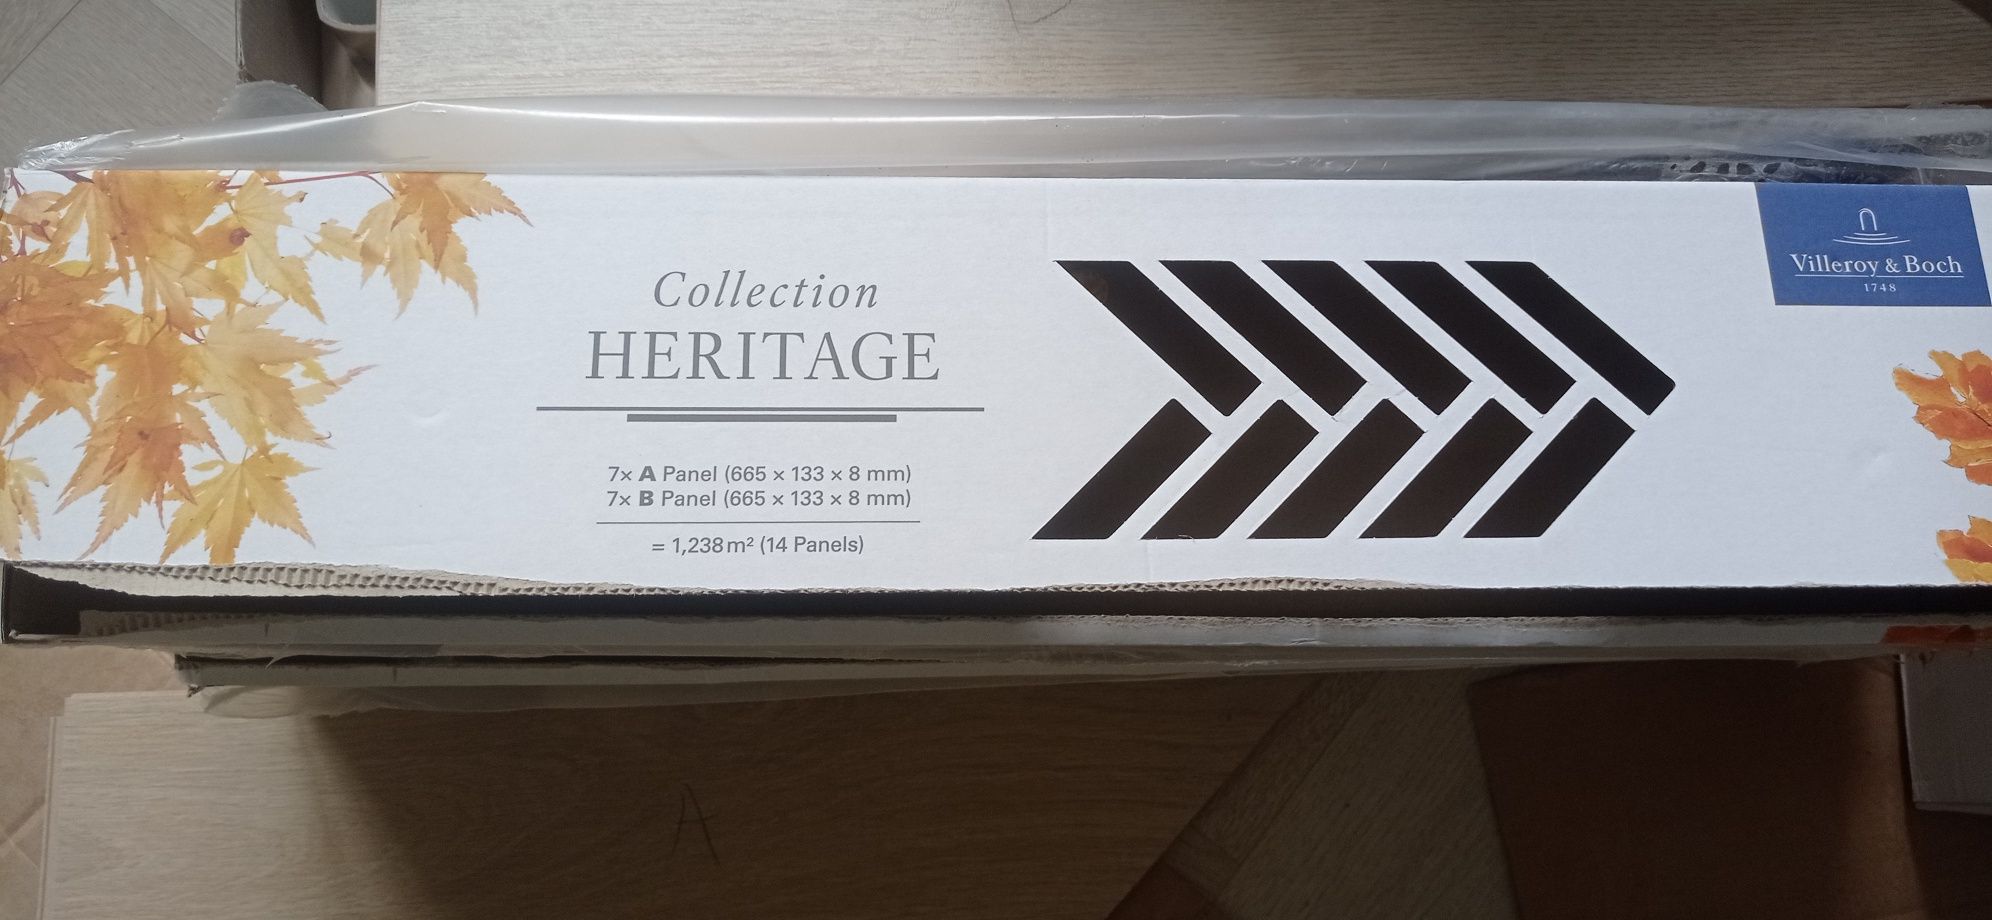 Collection
HERITAGE
7× A Panel (665 × 133 × 8 mm)
7× B Panel (665 × 133 × 8 mm)
= 1,238 m² (14 Panels)
Villeroy & Boch
1748
A